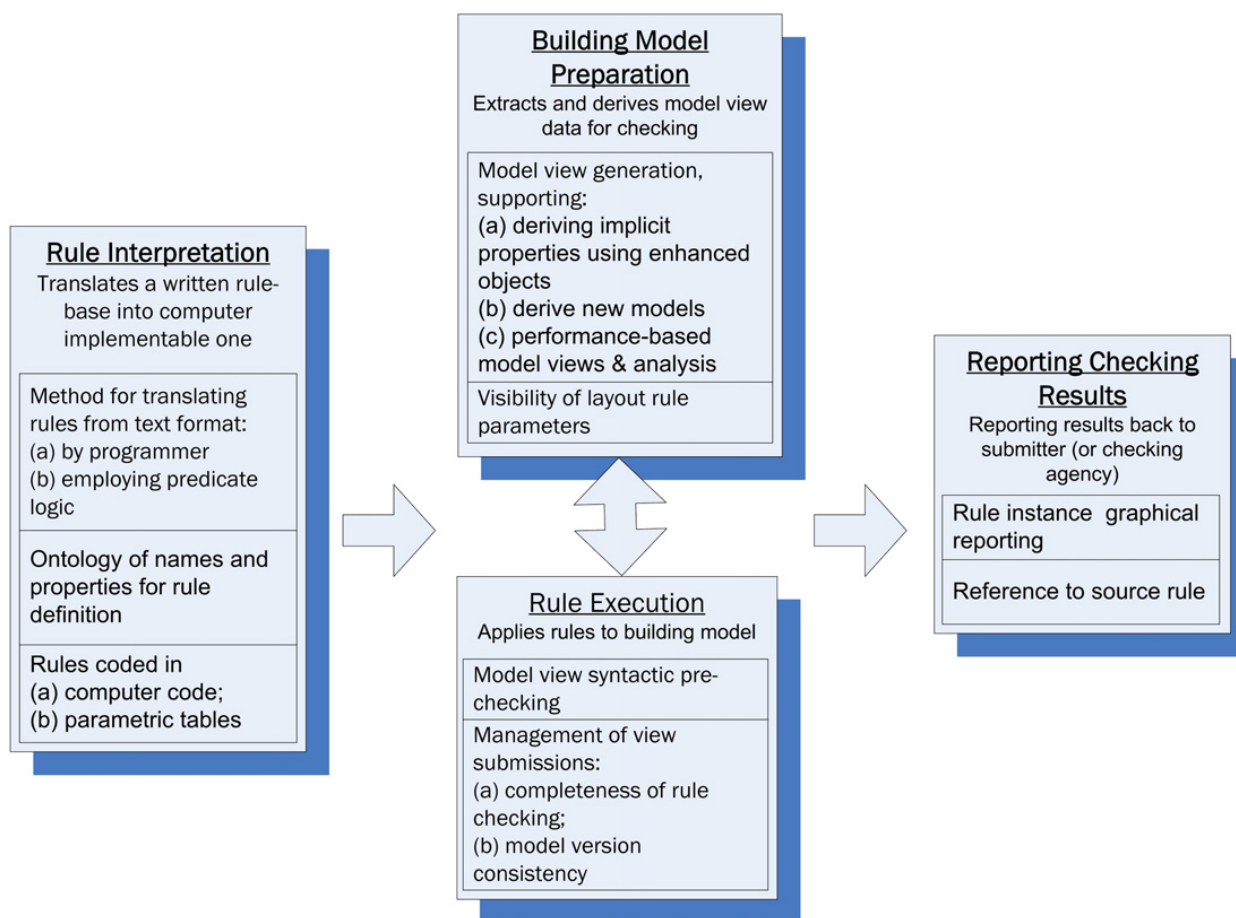 Rule Interpretation
Translates a written rule-
base into computer
implementable one
Method for translating
rules from text format:
(a) by programmer
(b) employing predicate
logic
Ontology of names and
properties for rule
definition
Rules coded in
(a) computer code;
(b) parametric tables
Building Model
Preparation
Extracts and derives model view
data for checking
Model view generation,
supporting:
(a) deriving implicit
properties using enhanced
objects
(b) derive new models
(c) performance-based
model views & analysis
Visibility of layout rule
parameters
Rule Execution
Applies rules to building model
Model view syntactic pre-
checking
Management of view
submissions:
(a) completeness of rule
checking;
(b) model version
consistency
Reporting Checking
Results
Reporting results back to
submitter (or checking
agency)
Rule instance graphical
reporting
Reference to source rule